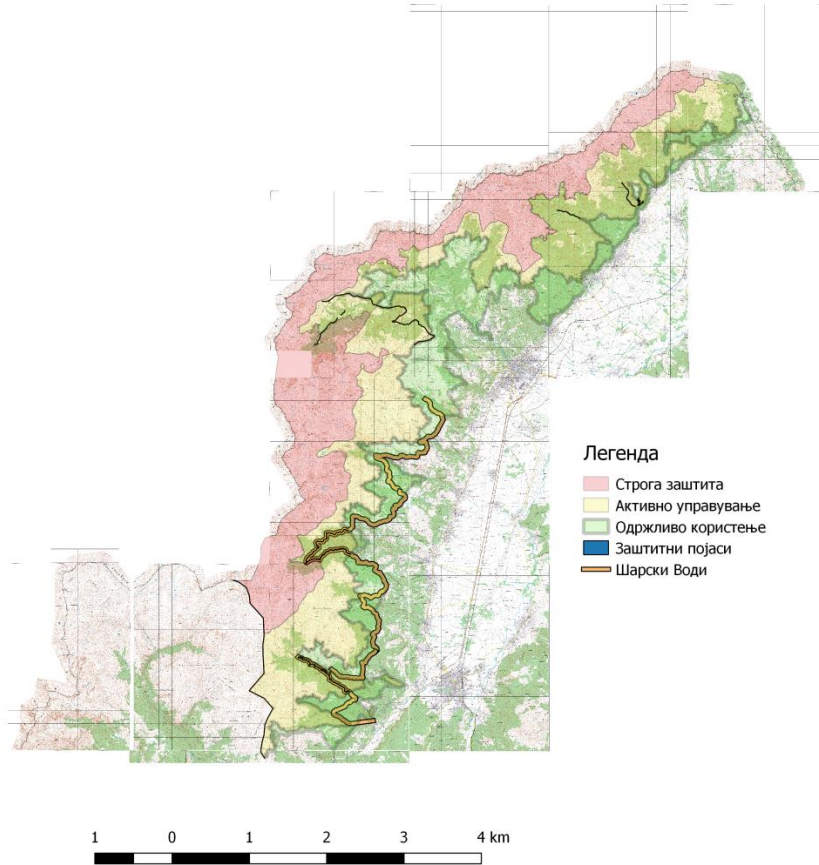 Легенда
Строга заштита
Активно управување
Одржливо користење
Заштитни појаси
Шарски Води
1 0 1 2 3 4 km